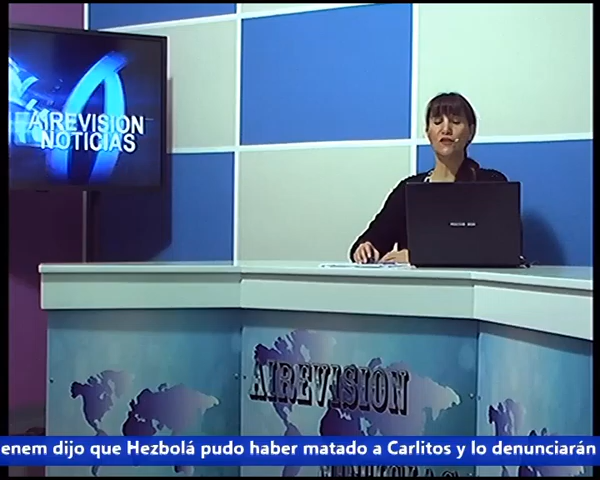 AIREVISION
NOTICIAS
AIREVISION
enem dijo que Hezbolá pudo haber matado a Carlitos y lo denunciarán